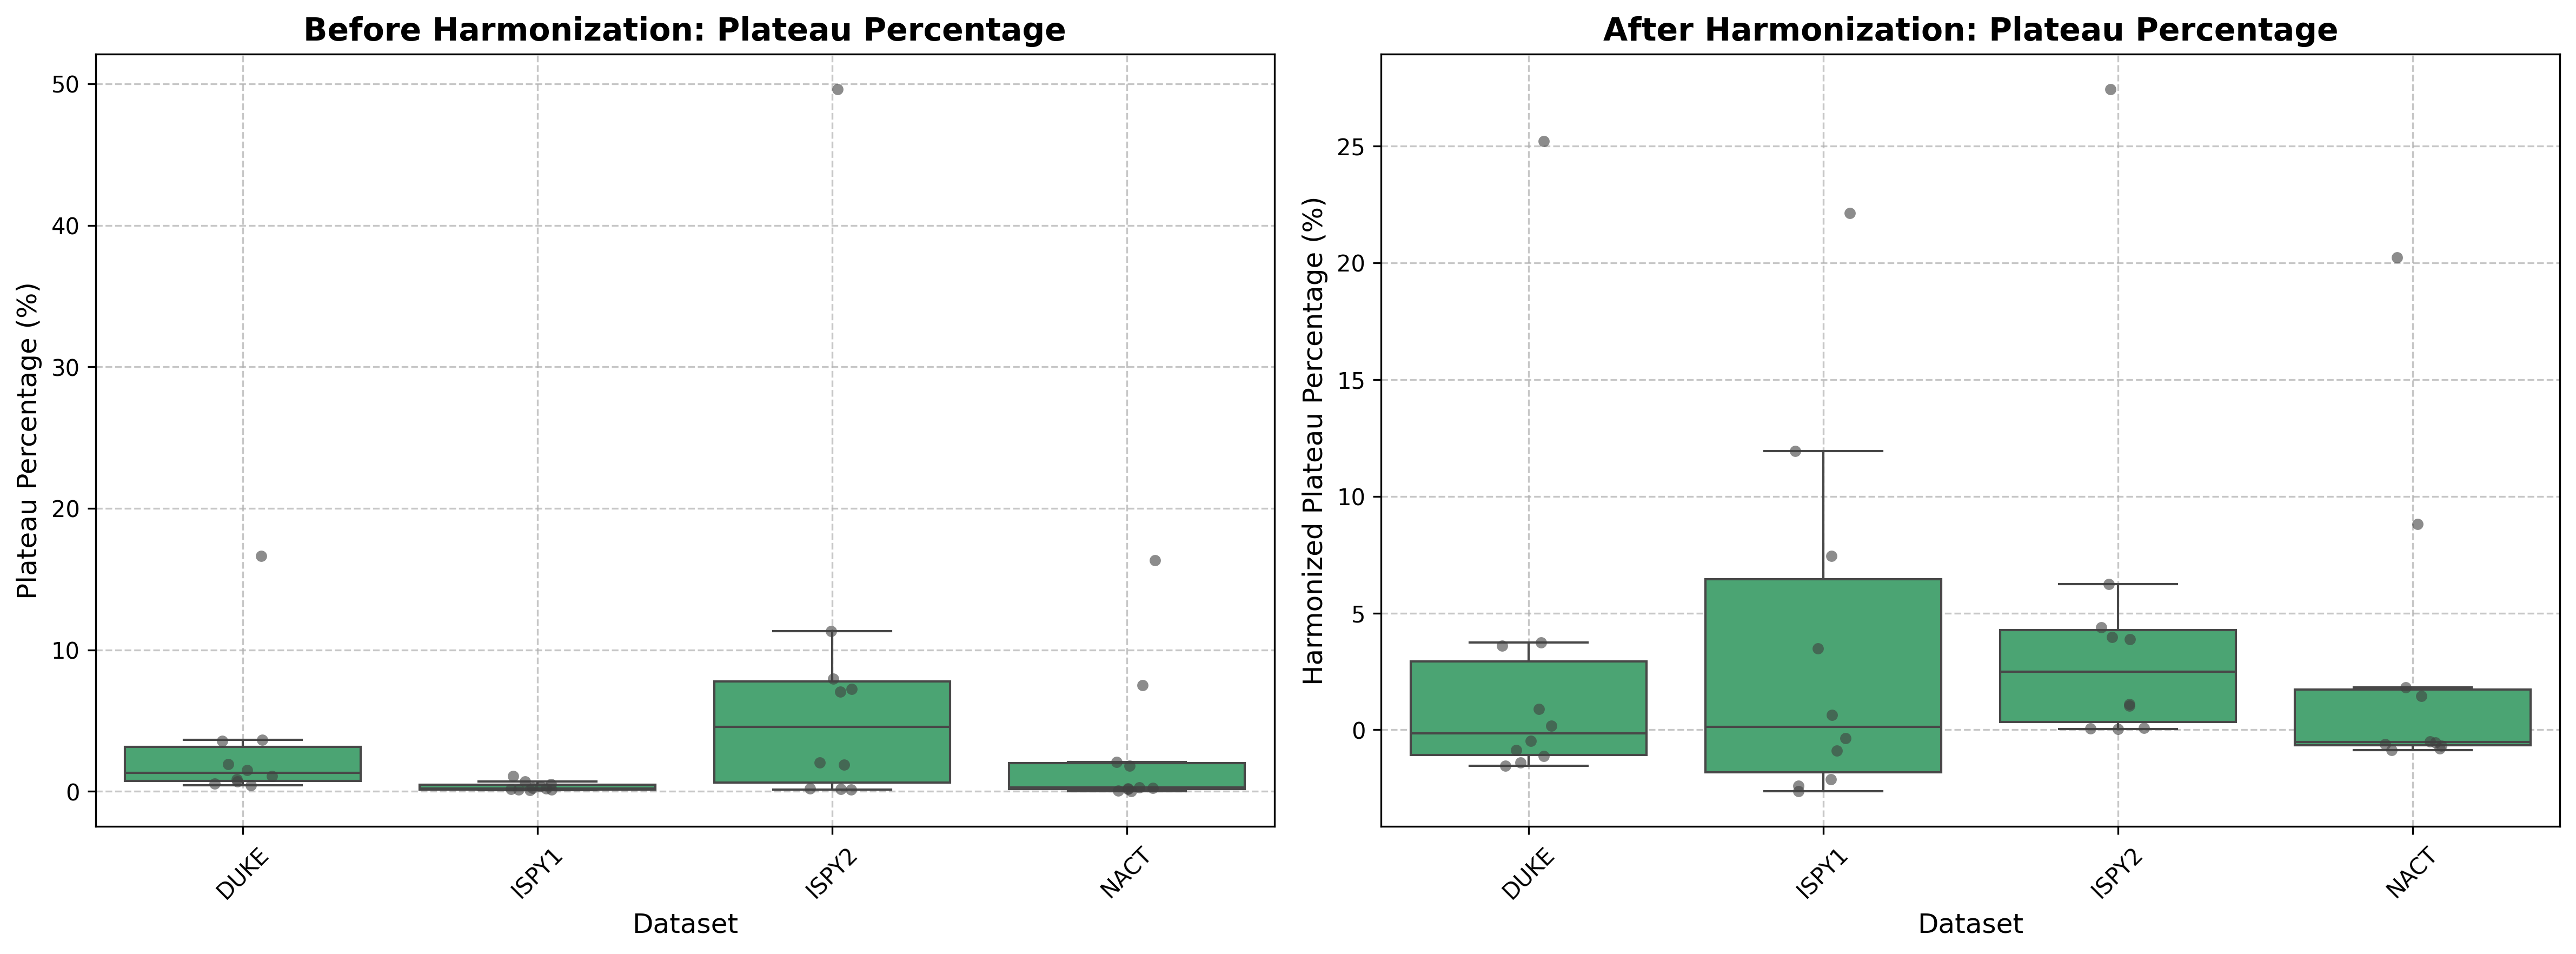 Before Harmonization: Plateau Percentage
Plateau Percentage (%)
50
40
30
20
10
0
DUKE
ISPY1
ISPY2
NACT
Dataset
After Harmonization: Plateau Percentage
Harmonized Plateau Percentage (%)
25
20
15
10
5
0
DUKE
ISPY1
ISPY2
NACT
Dataset